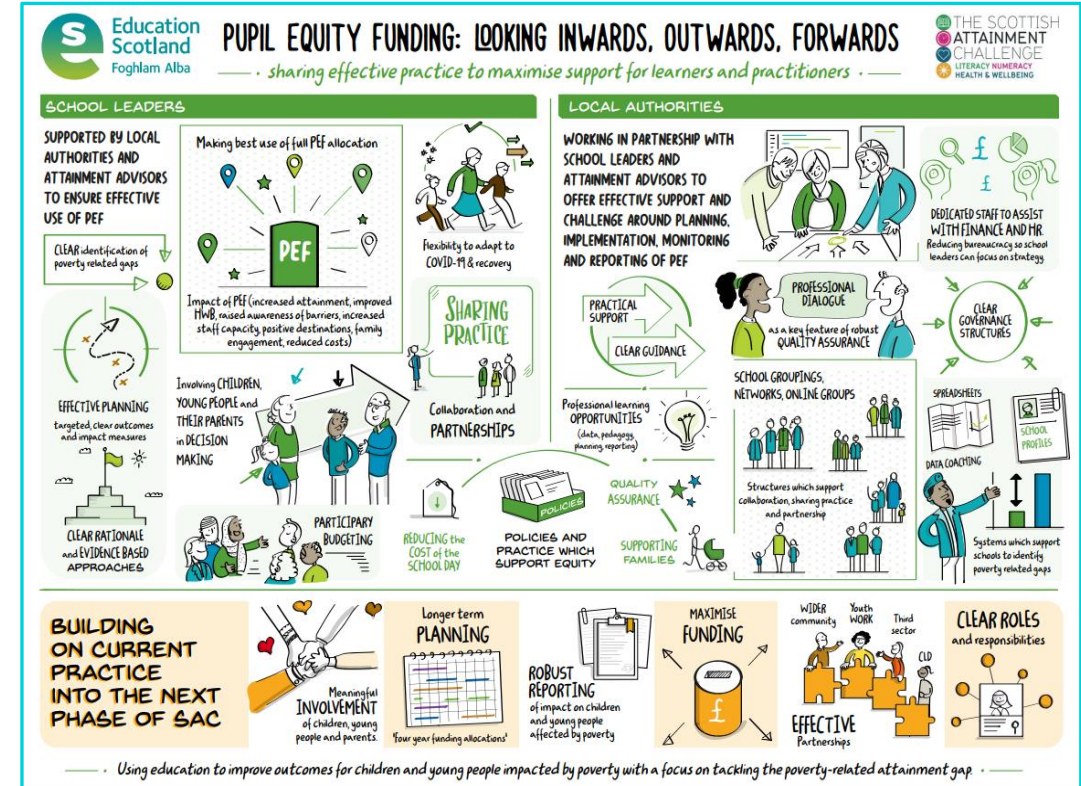 Education
Scotland
Foghlam Alba
PUPIL EQUITY FUNDING: LOOKING INWARDS, OUTWARDS, FORWARDS
sharing effective practice to maximise support for learners and practitioners
THE SCOTTISH
ATTAINMENT
CHALLENGE
LITERACY NUMERACY
HEALTH & WELLBEING
SCHOOL LEADERS
SUPPORTED BY LOCAL
AUTHORITIES AND
ATTAINMENT ADVISORS
TO ENSURE EFFECTIVE
USE OF PEF
CLEAR identification of
poverty related gaps
EFFECTIVE PLANNING
targeted, clear outcomes
and impact measures
CLEAR RATIONALE
and EVIDENCE BASED
APPROACHES
Making best use of full PEF allocation
PEF
Impact of PEF (increased attainment, improved
HWB, raised awareness of barriers, increased
staff capacity, positive destinations, family
engagement, reduced costs)
Flexibility to adapt to
COVID-19 & recovery
SHARING
PRACTICE
Collaboration and
PARTNERSHIPS
Involving CHILDREN,
YOUNG PEOPLE and
THEIR PARENTS
in DECISION
MAKING
PARTICIPARY
BUDGETING
REDUCING the
COST of the
SCHOOL DAY
POLICIES
POLICIES AND
PRACTICE WHICH
SUPPORT EQUITY
QUALITY
ASSURANCE
SUPPORTING
FAMILIES
LOCAL AUTHORITIES
WORKING IN PARTNERSHIP WITH
SCHOOL LEADERS AND
ATTAINMENT ADVISORS TO
OFFER EFFECTIVE SUPPORT AND
CHALLENGE AROUND PLANNING,
IMPLEMENTATION, MONITORING
AND REPORTING OF PEF
££
DEDICATED STAFF TO ASSIST
WITH FINANCE AND HR
Reducing bureaucracy so school
leaders can focus on strategy
PRACTICAL
SUPPORT
CLEAR GUIDANCE
PROFESSIONAL
DIALOGUE
as a key feature of robust
QUALITY ASSURANCE
CLEAR
GOVERNANCE
STRUCTURES
Professional learning
OPPORTUNITIES
(data, pedagogy,
planning, reporting)
SCHOOL GROUPINGS,
NETWORKS, ONLINE GROUPS
Structures which support
collaboration, sharing practice
and partnership
SPREADSHEETS
SCHOOL
PROFILES
DATA COACHING
Systems which support
schools to identify
poverty related gaps
BUILDING
ON CURRENT
PRACTICE
INTO THE NEXT
PHASE OF SAC
Meaningful
INVOLVEMENT
of children, young
people and parents.
Longer term
PLANNING
'four year funding allocations'
ROBUST
REPORTING
of impact on children
and young people
affected by poverty
MAXIMISE
FUNDING
£
WIDER
community
Youth
WORK
Third
sector
CLD
EFFECTIVE
Partnerships
CLEAR ROLES
and responsibilities
Using education to improve outcomes for children and young people impacted by poverty with a focus on tackling the poverty-related attainment gap.